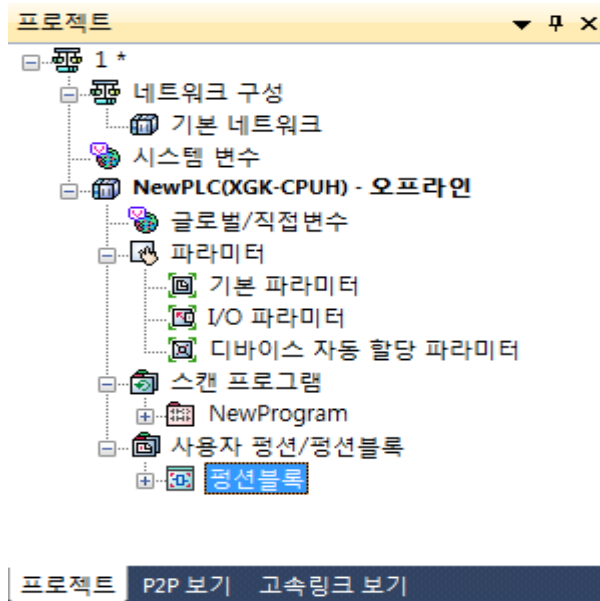 프로젝트
1 *
네트워크 구성
기본 네트워크
시스템 변수
NewPLC(XGK-CPUH) - 오프라인
글로벌/직접변수
파라미터
기본 파라미터
I/O 파라미터
디바이스 자동 할당 파라미터
스캔 프로그램
NewProgram
사용자 펑션/펑션블록
펑션블록
프로젝트 P2P 보기 고속링크 보기